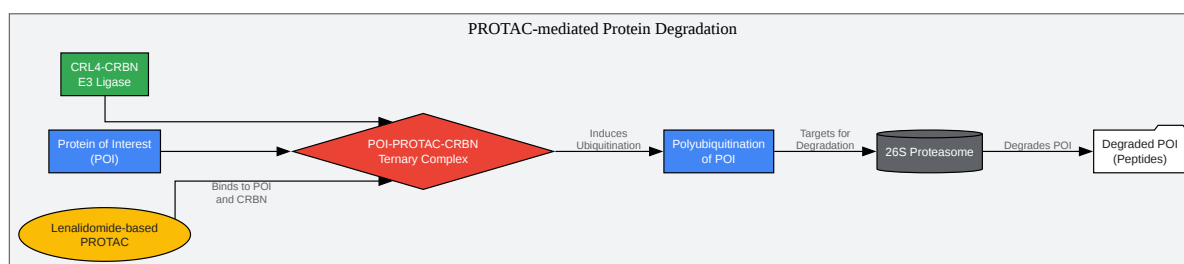 PROTAC-mediated Protein Degradation
CRL4-CRBN
E3 Ligase
Protein of Interest
(POI)
Lenalidomide-based
PROTAC
Binds to POI
and CRBN
POI-PROTAC-CRBN
Ternary Complex
Induces
Ubiquitination
Polyubiquitination
of POI
Targets for
Degradation
26S Proteasome
Degrades POI
Degraded POI
(Peptides)